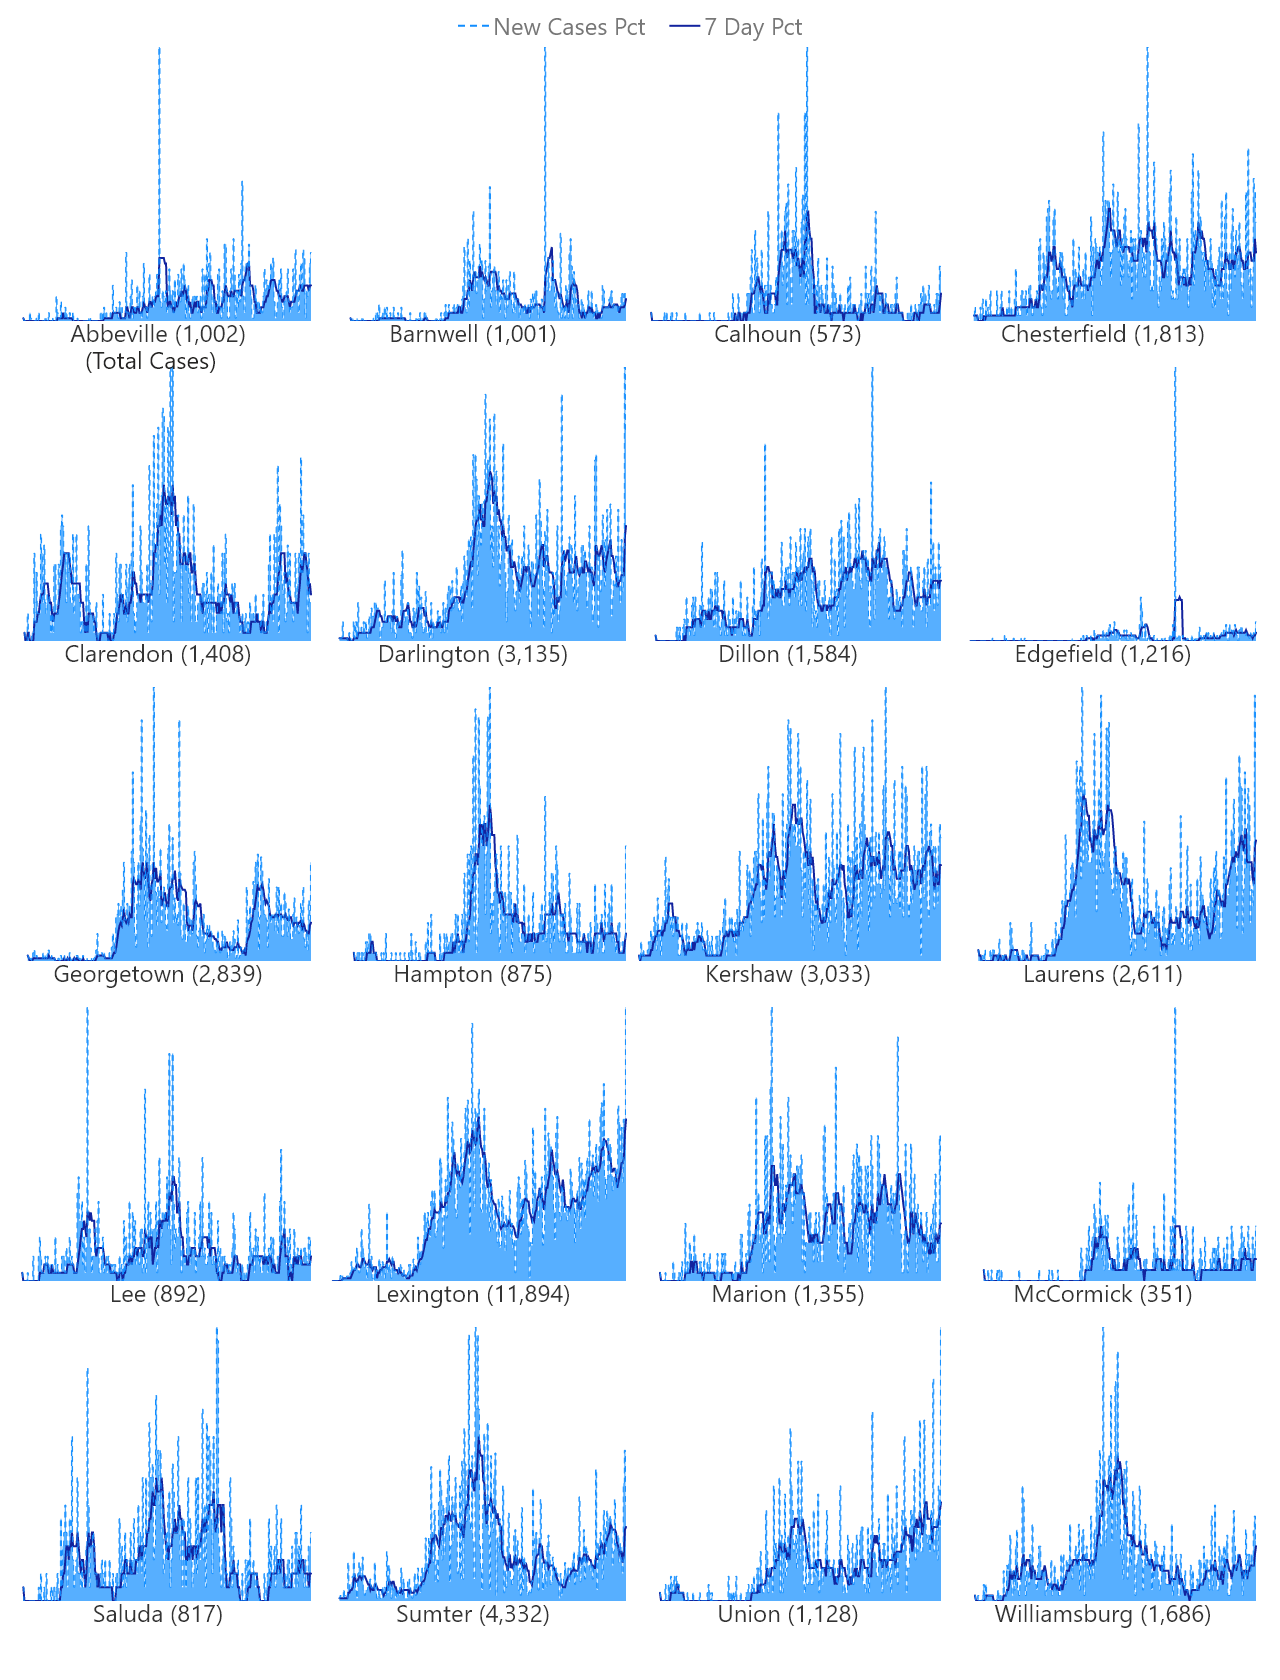 New Cases Pct 7 Day Pct
Abbeville (1,002) Barnwell (1,001) Calhoun (573) Chesterfield (1,813)
(Total Cases)
Clarendon (1,408) Darlington (3,135) Dillon (1,584) Edgefield (1,216)
Georgetown (2,839) Hampton (875) Kershaw (3,033) Laurens (2,611)
Lee (892) Lexington (11,894) Marion (1,355) McCormick (351)
Saluda (817) Sumter (4,332) Union (1,128) Williamsburg (1,686)